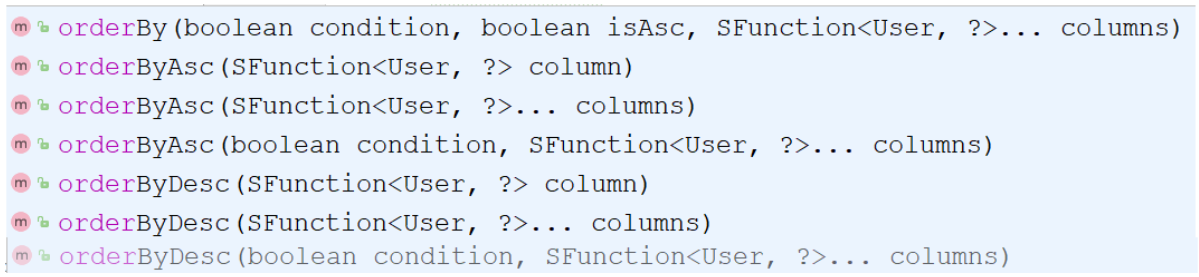 orderBy(boolean condition, boolean isAsc, SFunction<User, ?>... columns)
orderByAsc(SFunction<User, ?> column)
orderByAsc(SFunction<User, ?>... columns)
orderByAsc(boolean condition, SFunction<User, ?>... columns)
orderByDesc(SFunction<User, ?> column)
orderByDesc(SFunction<User, ?>... columns)
orderByDesc(boolean condition, SFunction<User, ?>... columns)